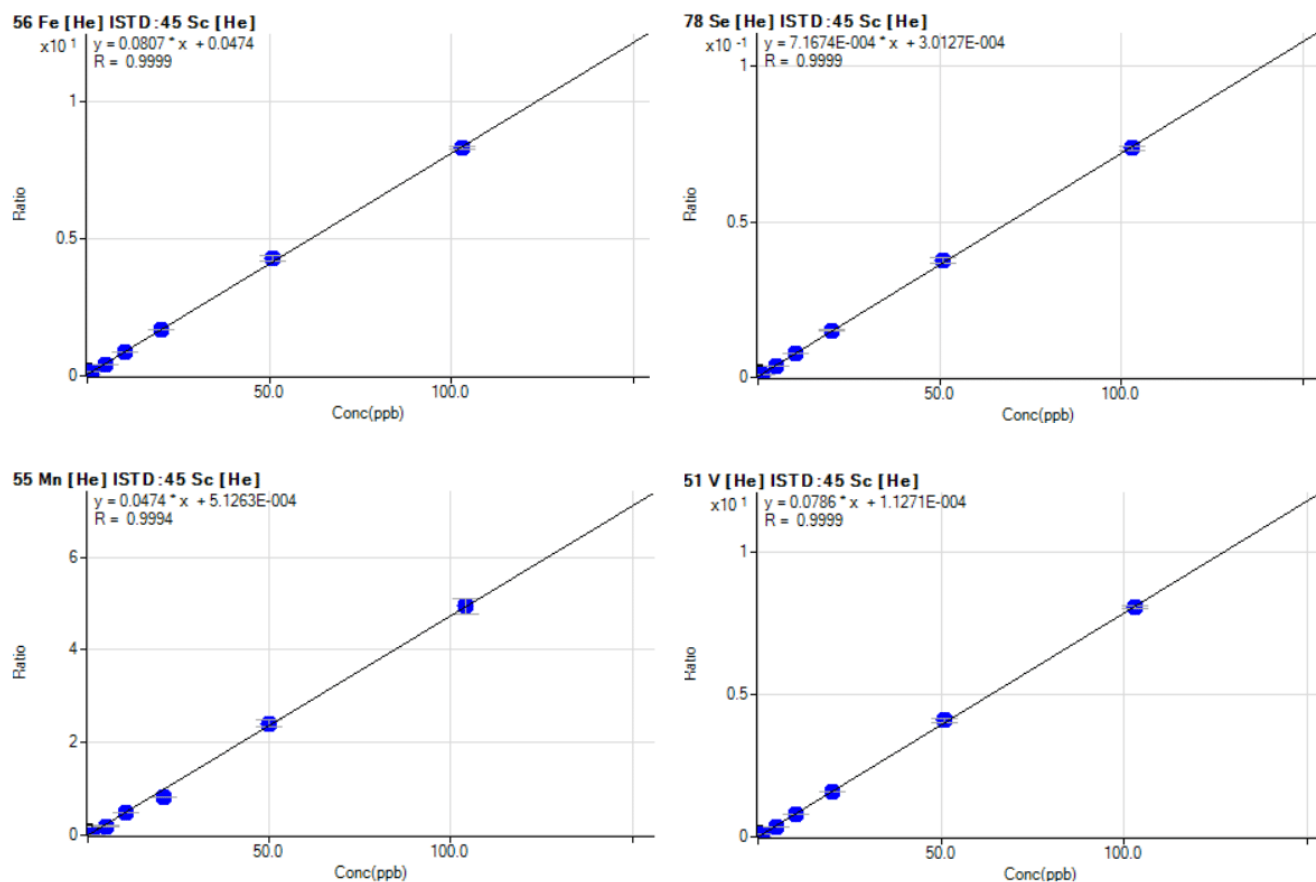 56 Fe [He] ISTD:45 Sc [He]
x10 1
y = 0.0807 * x + 0.0474
R = 0.9999
1
0.5
0
Ratio
50.0
100.0
Conc(ppb)
78 Se [He] ISTD:45 Sc [He]
x10 -1
y = 7.1674E-004 * x + 3.0127E-004
R = 0.9999
1
0.5
0
Ratio
50.0
100.0
Conc(ppb)
55 Mn [He] ISTD:45 Sc [He]
y = 0.0474 * x + 5.1263E-004
R = 0.9994
6
4
2
0
Ratio
50.0
100.0
Conc(ppb)
51 V [He] ISTD:45 Sc [He]
x10 1
y = 0.0786 * x + 1.1271E-004
R = 0.9999
1
0.5
0
Ratio
50.0
100.0
Conc(ppb)